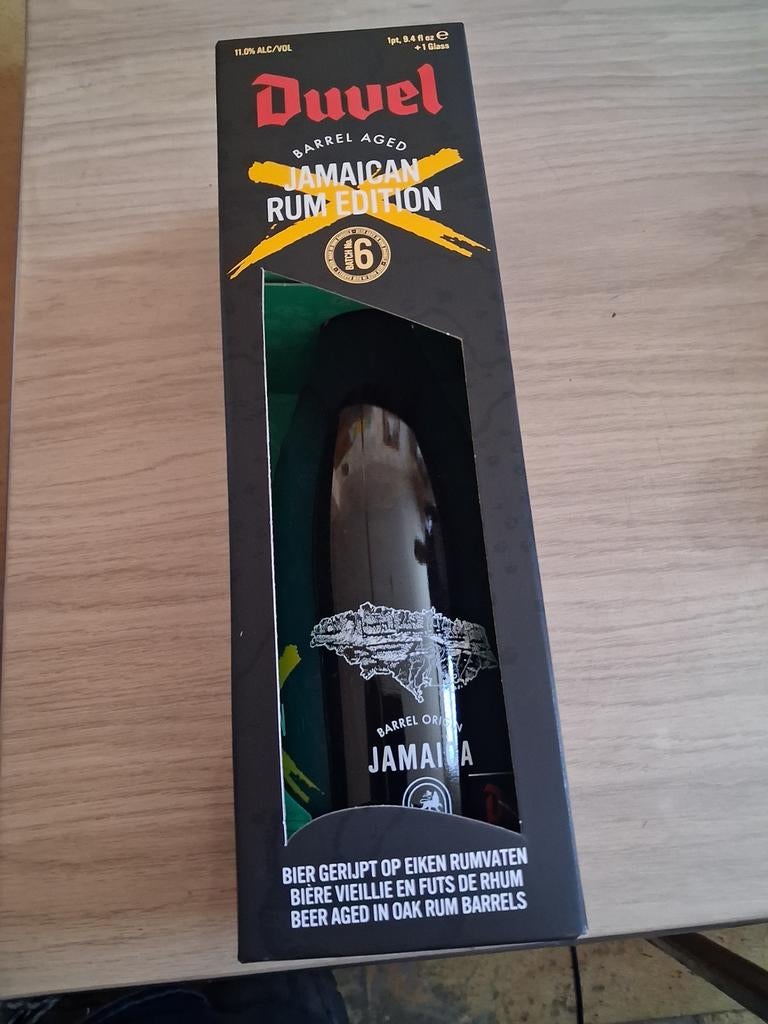 11.0% ALC/VOL
1pt, 9.4 fl oz ℮
+ 1 Glass
Duvel
BARREL AGED
JAMAICAN
RUM EDITION
BATCH No. 6
BARREL ORIGIN
JAMAICA
BIER GERIJPT OP EIKEN RUMVATEN
BIÈRE VIEILLIE EN FUTS DE RHUM
BEER AGED IN OAK RUM BARRELS